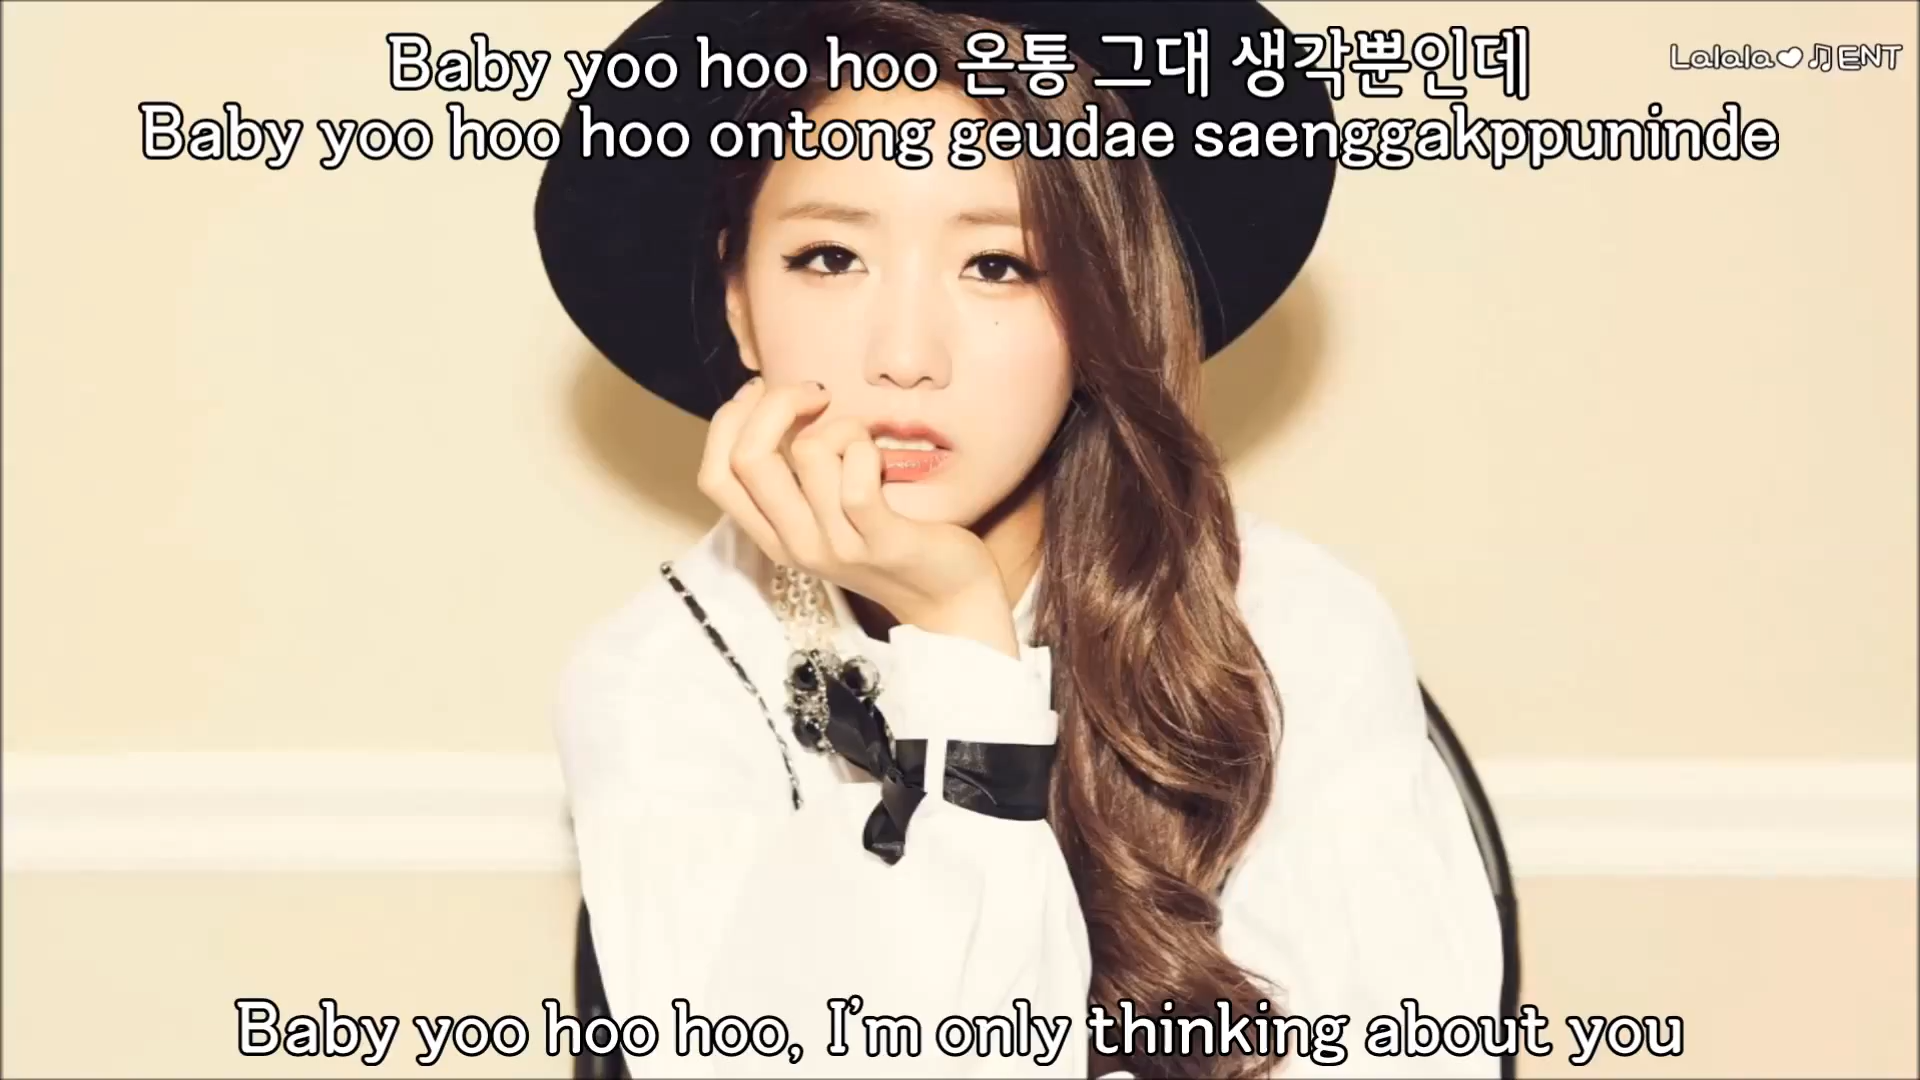 Baby yoo hoo hoo 온통 그대 생각뿐인데
Lalala♥♫ENT
Baby yoo hoo hoo ontong geudae saenggakppuninde
Baby yoo hoo hoo, I'm only thinking about you